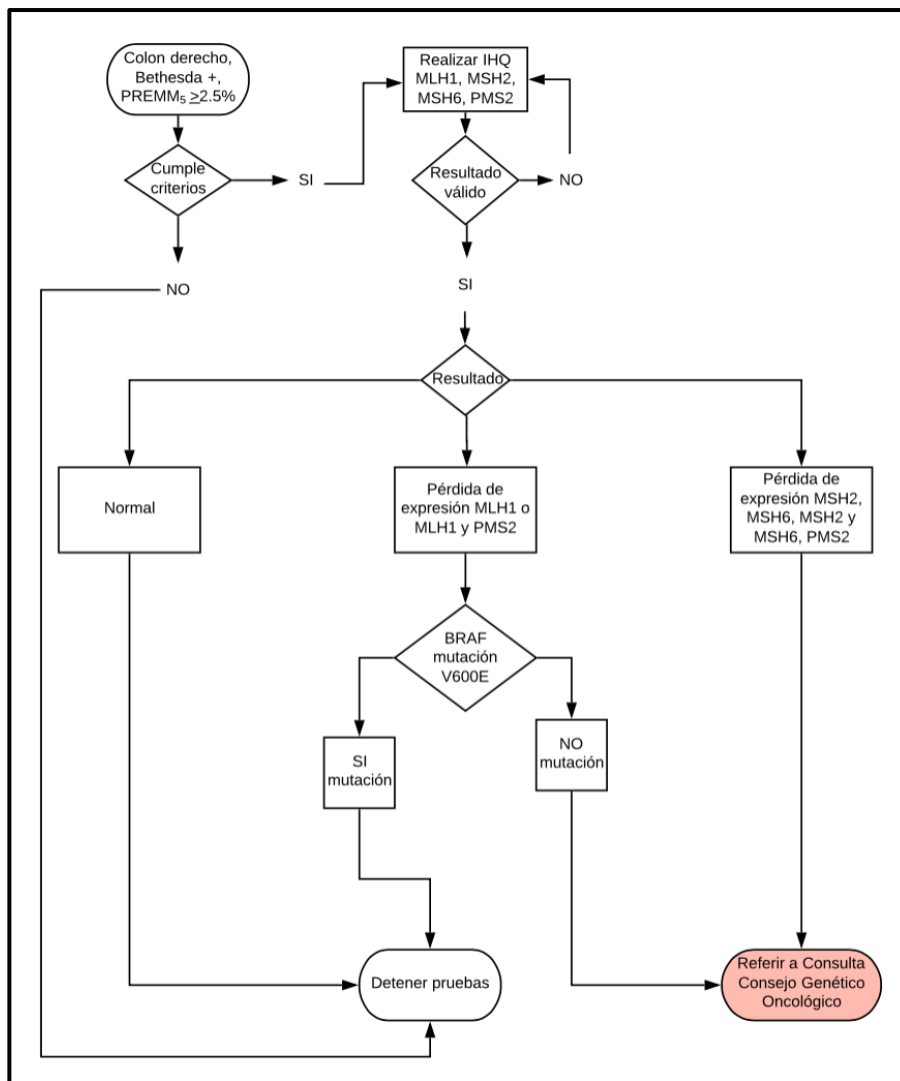 Colon derecho,
Bethesda +,
PREMM₅ ≥2.5%
Realizar IHQ
MLH1, MSH2,
MSH6, PMS2
Cumple
criterios
SI
Resultado
válido
NO
NO
SI
Resultado
Normal
Pérdida de
expresión MLH1 o
MLH1 y PMS2
Pérdida de
expresión MSH2,
MSH6, MSH2 y
MSH6, PMS2
BRAF
mutación
V600E
SI
mutación
NO
mutación
Detener pruebas
Referir a Consulta
Consejo Genético
Oncológico